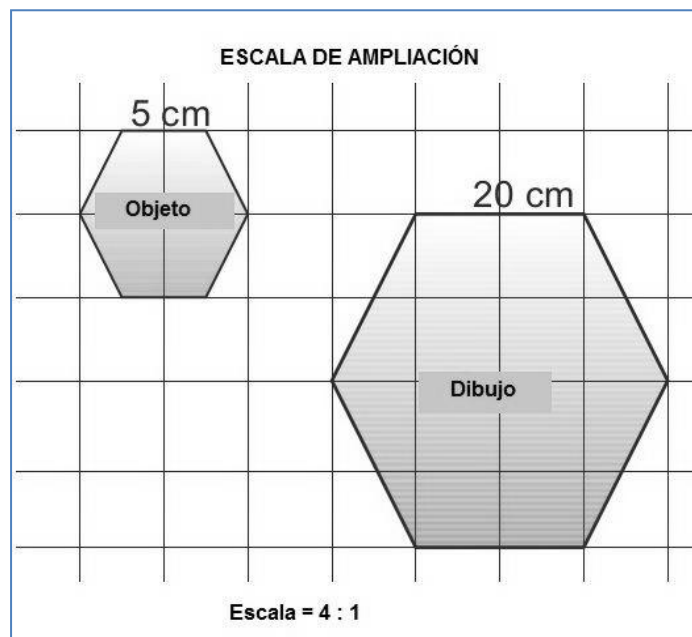 ESCALA DE AMPLIACIÓN
5 cm
Objeto
20 cm
Dibujo
Escala = 4 : 1